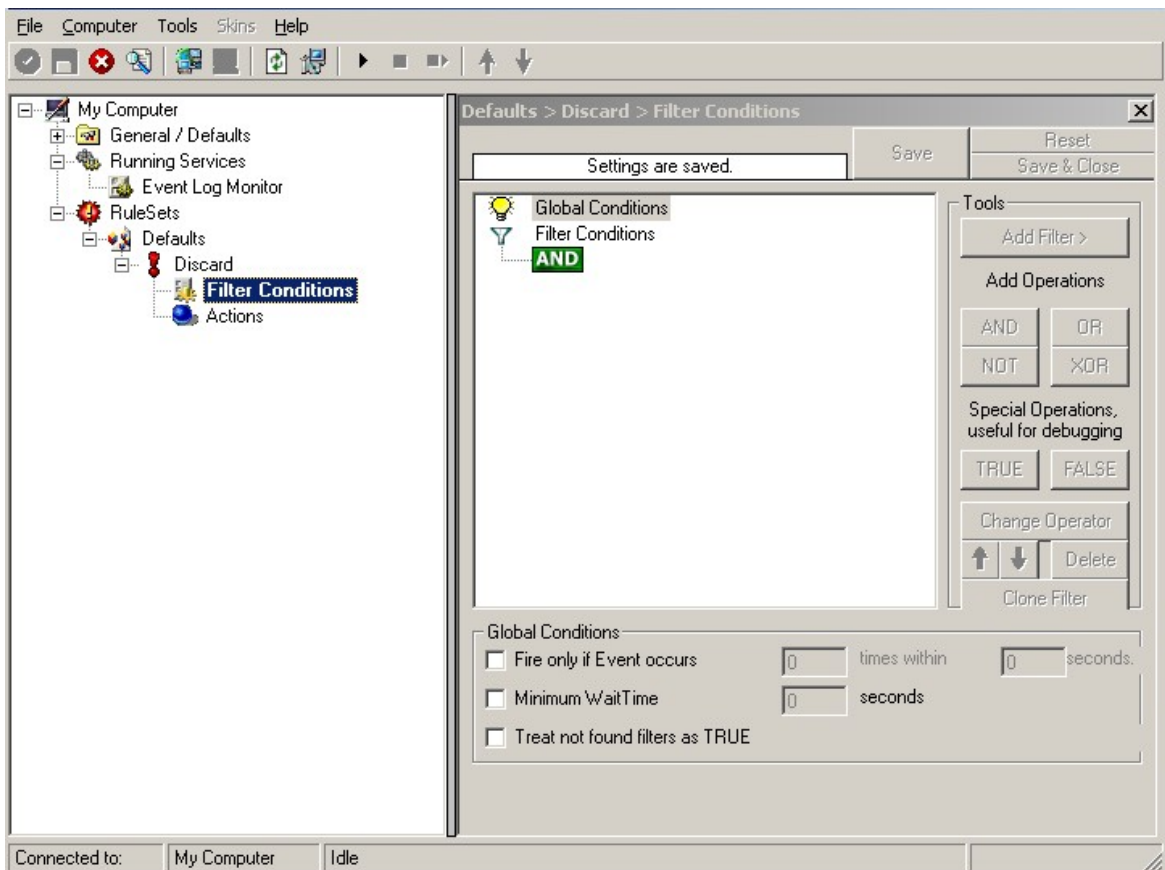 File Computer Tools Skins Help
My Computer
General / Defaults
Running Services
Event Log Monitor
RuleSets
Defaults
Discard
Filter Conditions
Actions
Defaults > Discard > Filter Conditions
Settings are saved.
Save
Reset
Save & Close
Global Conditions
Filter Conditions
AND
Tools
Add Filter >
Add Operations
AND OR
NOT XOR
Special Operations,
useful for debugging
TRUE FALSE
Change Operator
Delete
Clone Filter
Global Conditions
Fire only if Event occurs 0 times within 0 seconds.
Minimum WaitTime 0 seconds
Treat not found filters as TRUE
Connected to: My Computer Idle